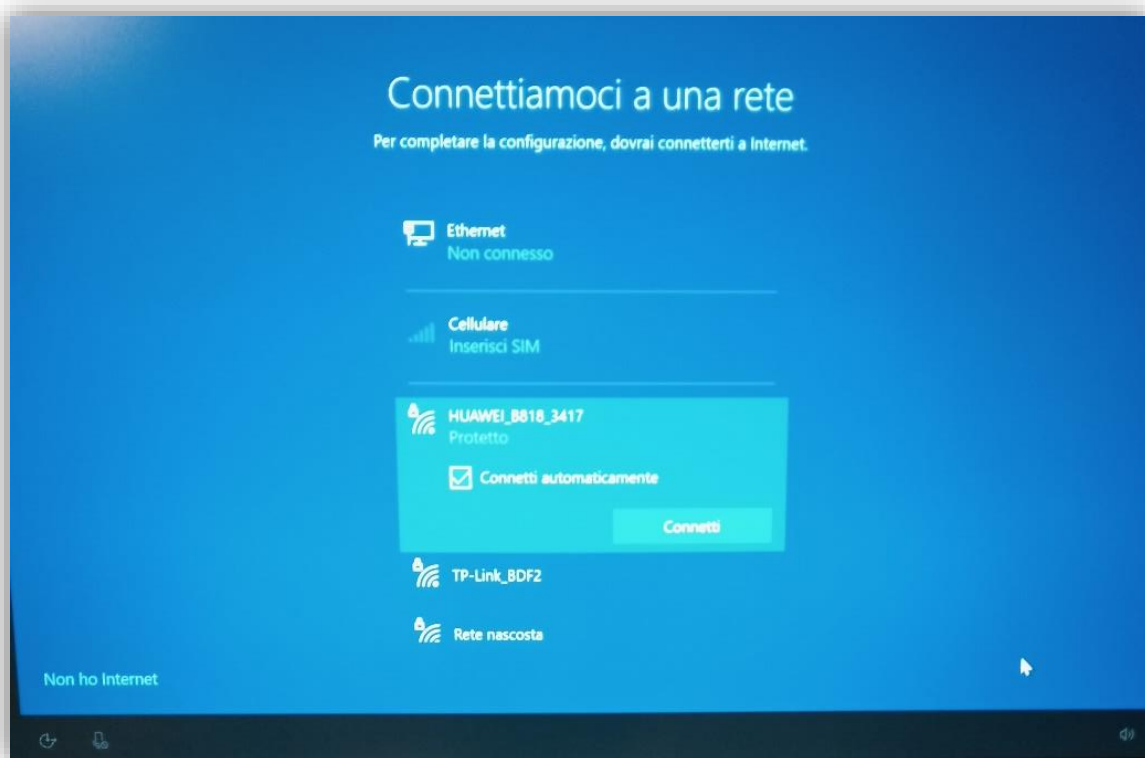 Connettiamoci a una rete
Per completare la configurazione, dovrai connetterti a Internet.
Ethernet
Non connesso
Cellulare
Inserisci SIM
HUAWEI_B818_3417
Protetto
Connetti automaticamente
Connetti
TP-Link_BDF2
Rete nascosta
Non ho Internet